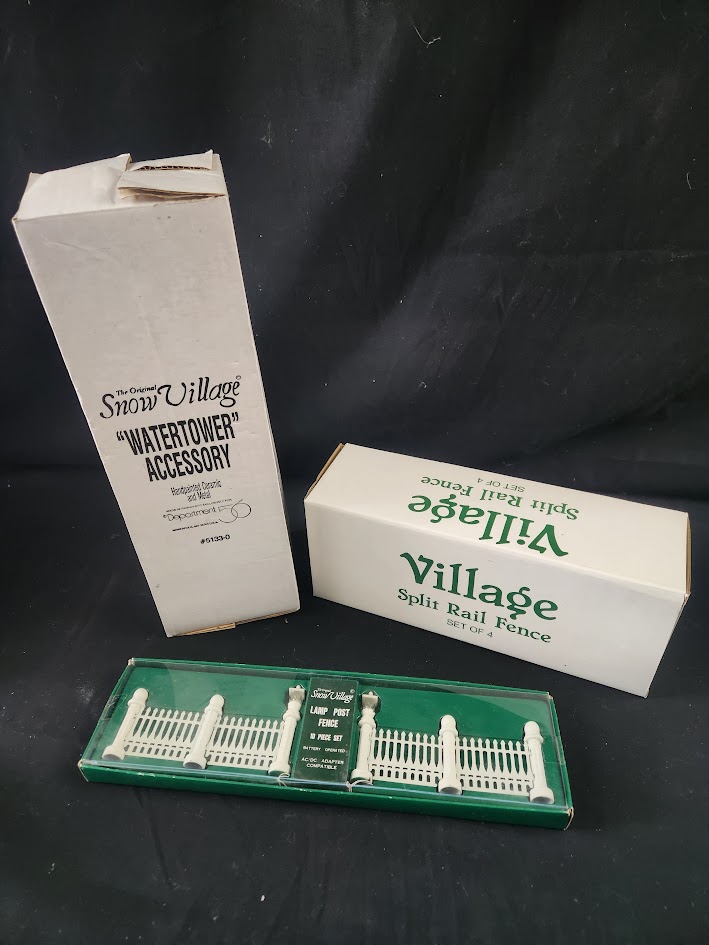 The Original
Snow Village©
"WATERTOWER"
ACCESSORY
Handpainted Ceramic
and Metal
Department 56
#5133-0
Village
Split Rail Fence
SET OF 4
Village
Split Rail Fence
SET OF 4
Snow Village
LAMP POST
FENCE
10 PIECE SET
BATTERY OPERATED
AC/DC ADAPTER
COMPATIBLE